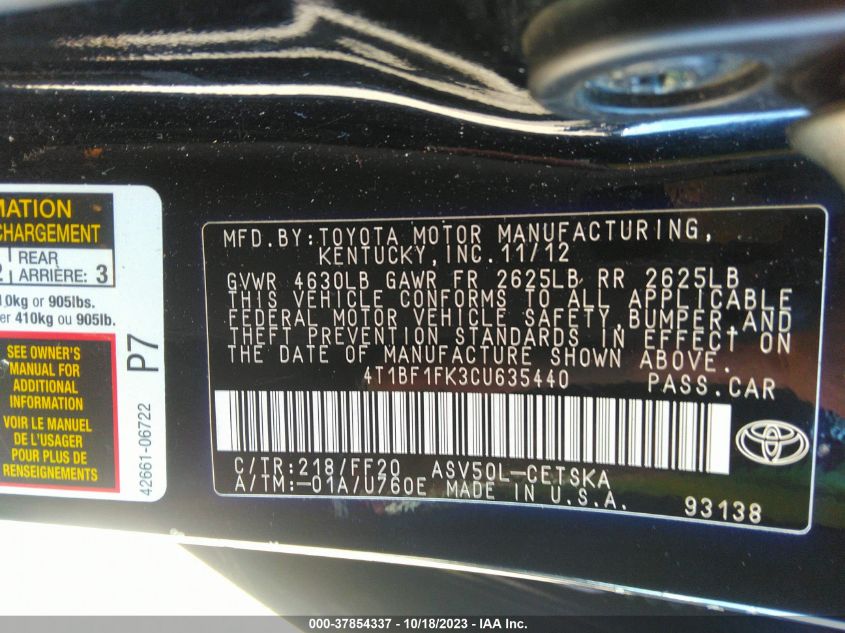 MATION
CHARGEMENT
2 REAR
ARRIÈRE: 3
10kg or 905lbs.
er 410kg ou 905lb.
SEE OWNER'S
MANUAL FOR
ADDITIONAL
INFORMATION
VOIR LE MANUEL
DE L'USAGER
POUR PLUS DE
RENSEIGNEMENTS
P7
42661-06722
MFD.BY:TOYOTA MOTOR MANUFACTURING,
KENTUCKY, INC. 11/12
GVWR 4630LB GAWR FR 2625LB RR 2625LB
THIS VEHICLE CONFORMS TO ALL APPLICABLE
FEDERAL MOTOR VEHICLE SAFETY, BUMPER, AND
THEFT PREVENTION STANDARDS IN EFFECT ON
THE DATE OF MANUFACTURE SHOWN ABOVE.
4T1BF1FK3CU635440 PASS.CAR
C/TR:218/FF20 ASV50L-CETSKA
A/TM:-01A/U760E MADE IN U.S.A.
93138
000-37854337 - 10/18/2023 - IAA Inc.